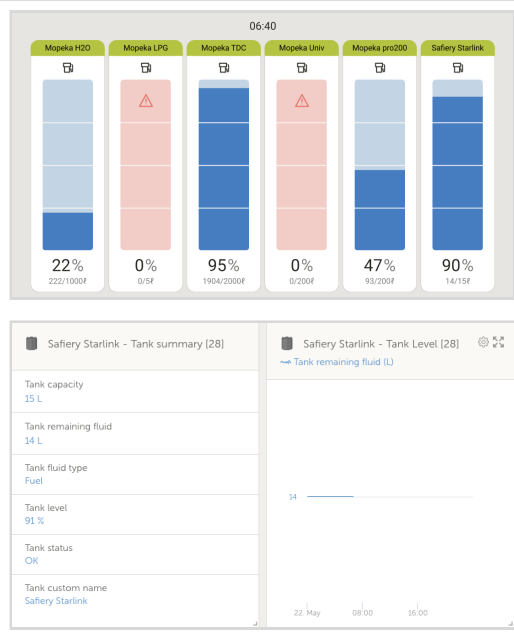 06:40
Mopeka H2O
Mopeka LPG
Mopeka TDC
Mopeka Univ
Mopeka pro200
Safiery Starlink
22%
0%
95%
0%
47%
90%
222/1000ℓ
0/5ℓ
1904/2000ℓ
0/200ℓ
93/200ℓ
14/15ℓ
Safiery Starlink - Tank summary [28]
Tank capacity
15 L
Tank remaining fluid
14 L
Tank fluid type
Fuel
Tank level
91 %
Tank status
OK
Tank custom name
Safiery Starlink
Safiery Starlink - Tank Level [28]
Tank remaining fluid (L)
14
22. May
08:00
16:00